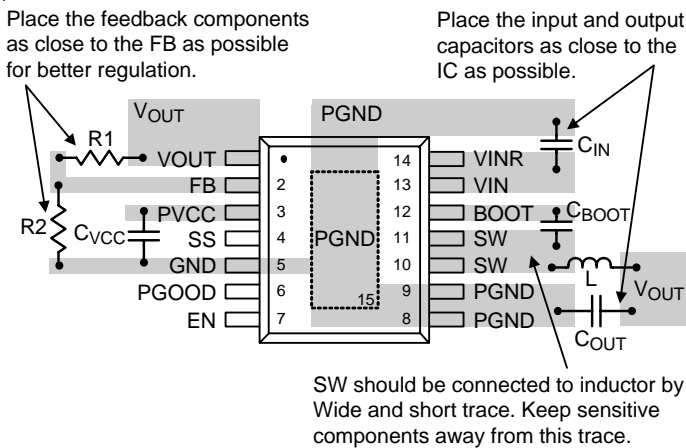 Place the feedback components
as close to the FB as possible
for better regulation.
Place the input and output
capacitors as close to the
IC as possible.
VOUT
PGND
R1
CIN
VOUT
14
VINR
FB
2
13
VIN
PVCC
3
12
BOOT
CBOOT
R2
CVCC
SS
4
PGND
11
SW
GND
5
10
SW
L
VOUT
PGOOD
6
15
9
PGND
EN
7
8
PGND
COUT
SW should be connected to inductor by
Wide and short trace. Keep sensitive
components away from this trace.